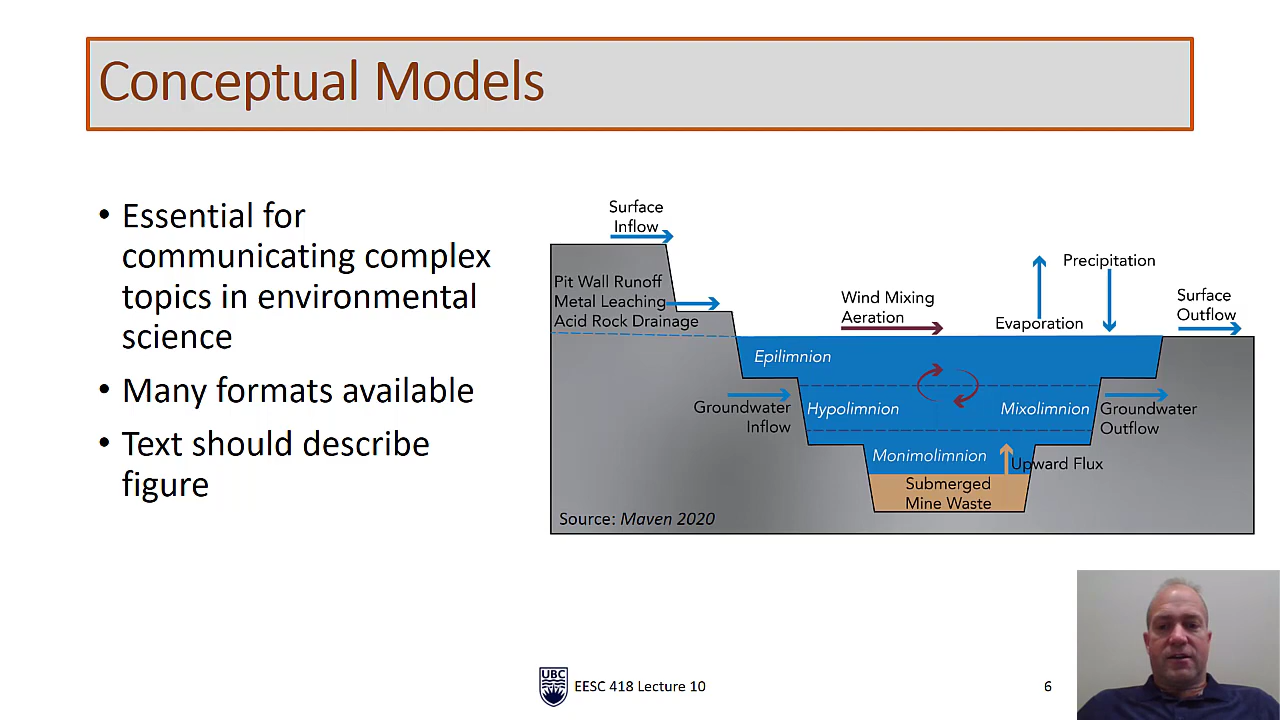 Conceptual Models
• Essential for
communicating complex
topics in environmental
science
• Many formats available
• Text should describe
figure
Surface
Inflow
Pit Wall Runoff
Metal Leaching
Acid Rock Drainage
Wind Mixing
Aeration
Precipitation
Evaporation
Surface
Outflow
Epilimnion
Groundwater
Inflow
Hypolimnion
Mixolimnion
Groundwater
Outflow
Monimolimnion
Upward Flux
Submerged
Mine Waste
Source: Maven 2020
UBC
EESC 418 Lecture 10
6